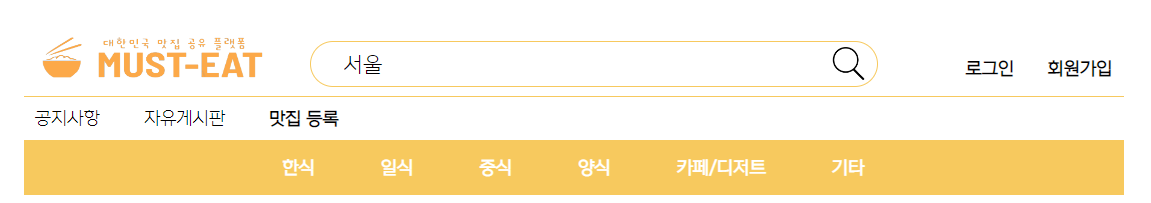 대한민국 맛집 공유 플랫폼
MUST-EAT
서울
로그인 회원가입
공지사항 자유게시판 맛집 등록
한식 일식 중식 양식 카페/디저트 기타